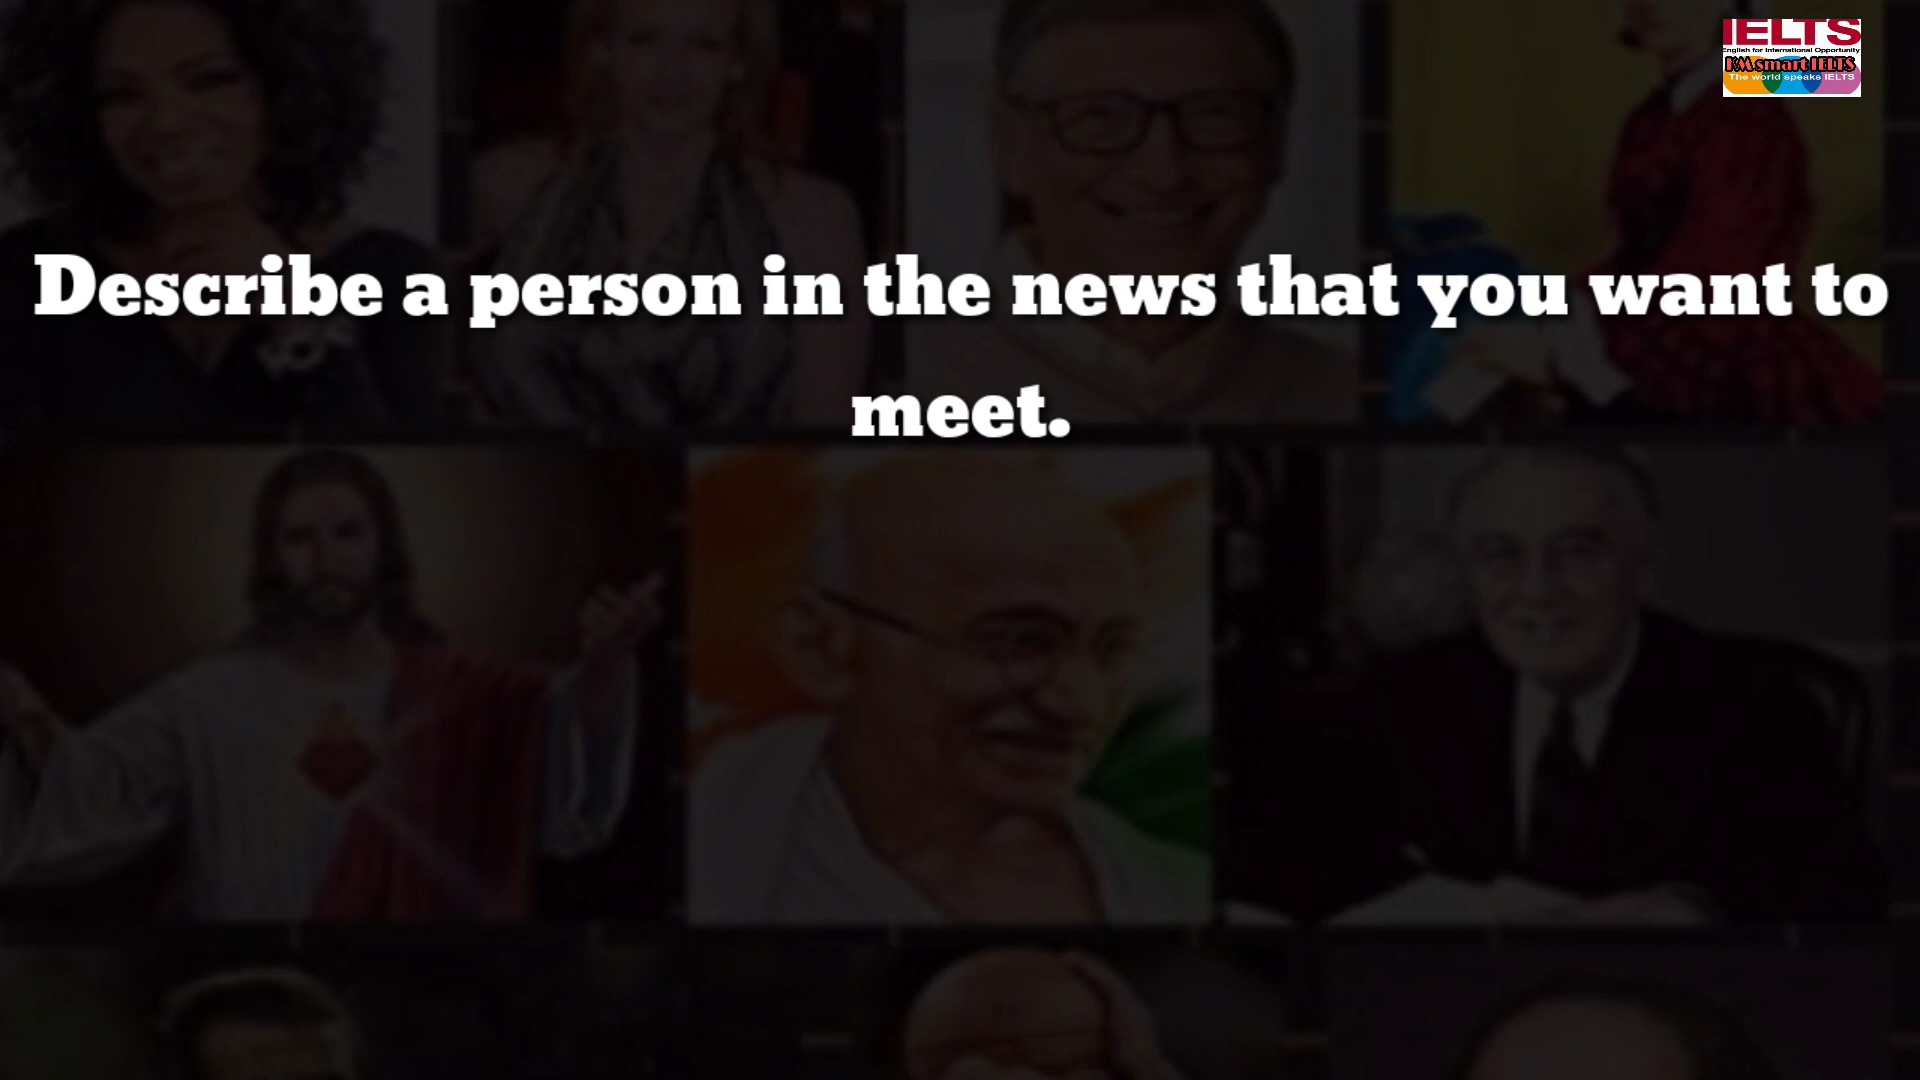 IELTS
English for International Opportunity
KM smart IELTS
The world speaks IELTS
Describe a person in the news that you want to
meet.